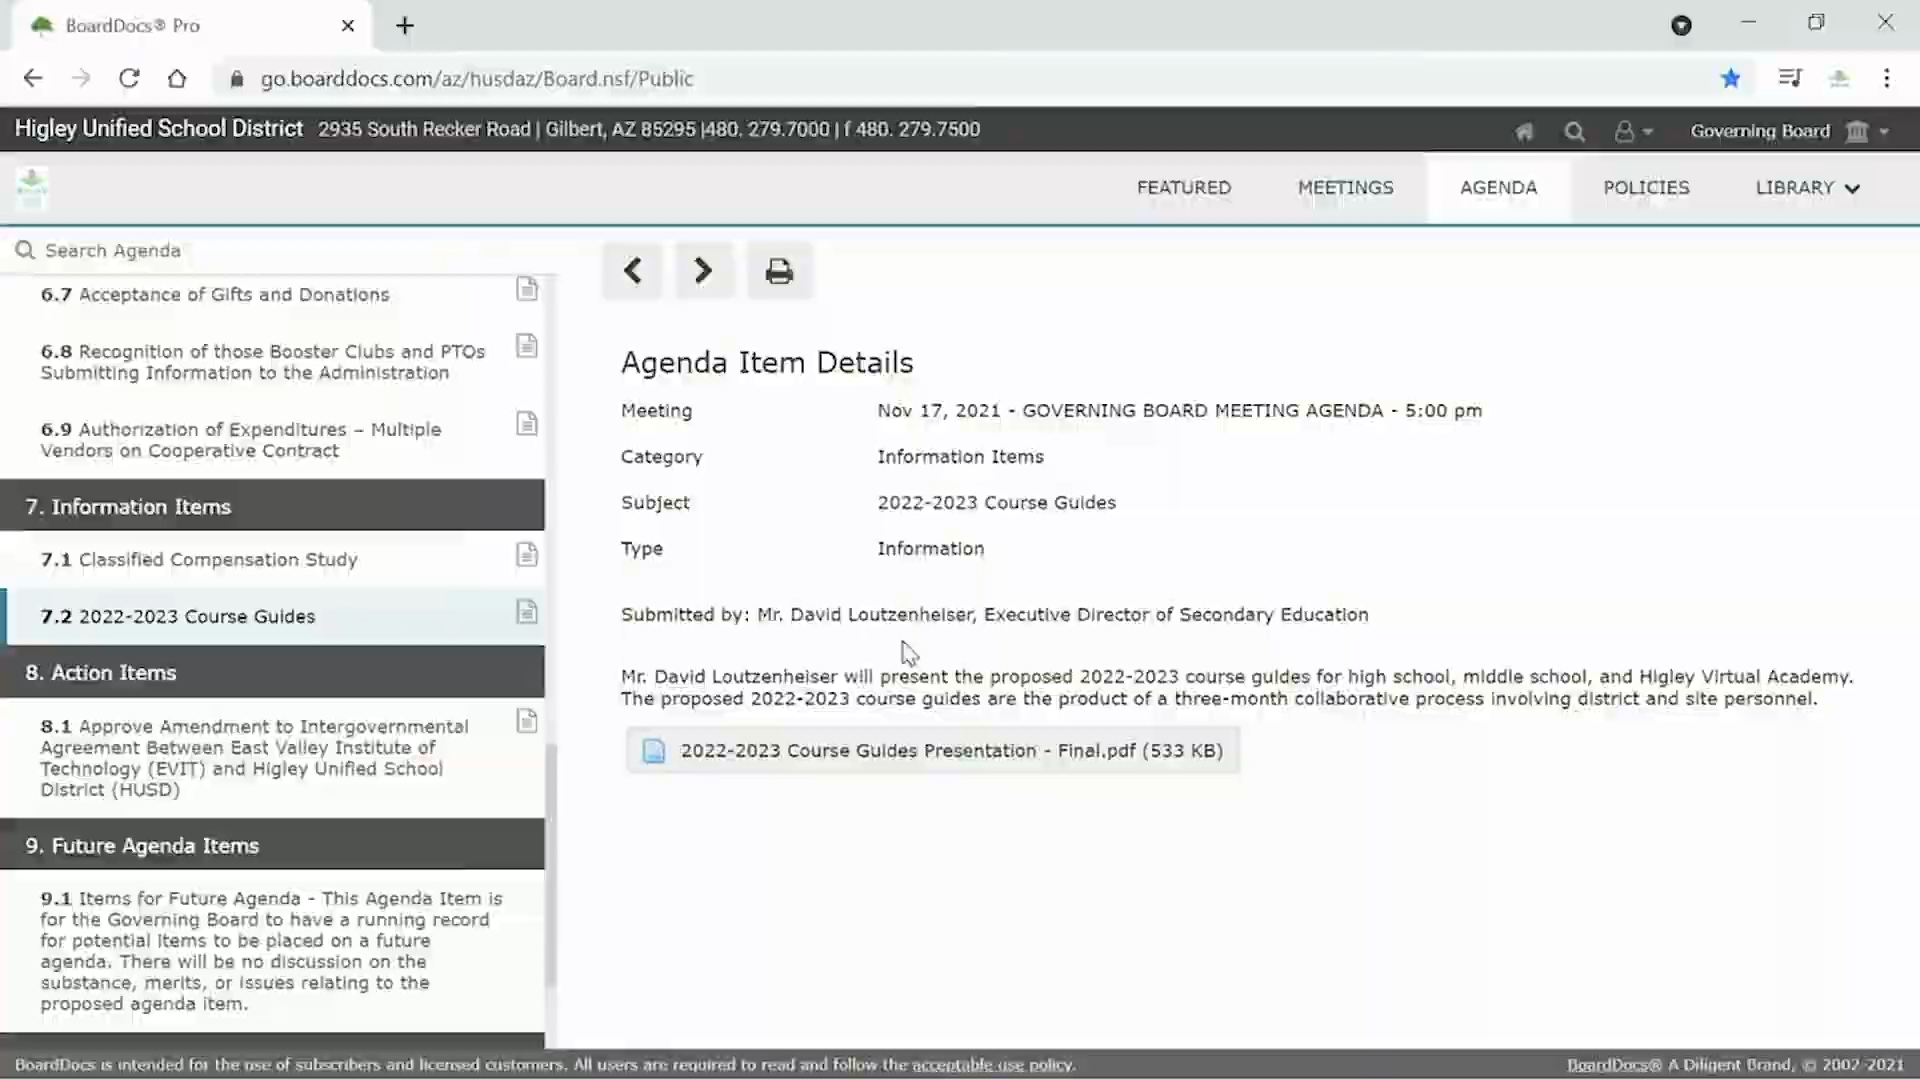 BoardDocs® Pro
go.boarddocs.com/az/husdaz/Board.nsf/Public
Higley Unified School District 2935 South Recker Road | Gilbert, AZ 85295 |480. 279.7000 | f 480. 279.7500
Governing Board
FEATURED MEETINGS AGENDA POLICIES LIBRARY
Search Agenda
6.7 Acceptance of Gifts and Donations
6.8 Recognition of those Booster Clubs and PTOs
Submitting Information to the Administration
6.9 Authorization of Expenditures – Multiple
Vendors on Cooperative Contract
7. Information Items
7.1 Classified Compensation Study
7.2 2022-2023 Course Guides
8. Action Items
8.1 Approve Amendment to Intergovernmental
Agreement Between East Valley Institute of
Technology (EVIT) and Higley Unified School
District (HUSD)
9. Future Agenda Items
9.1 Items for Future Agenda - This Agenda Item is
for the Governing Board to have a running record
for potential items to be placed on a future
agenda. There will be no discussion on the
substance, merits, or issues relating to the
proposed agenda item.
Agenda Item Details
Meeting Nov 17, 2021 - GOVERNING BOARD MEETING AGENDA - 5:00 pm
Category Information Items
Subject 2022-2023 Course Guides
Type Information
Submitted by: Mr. David Loutzenheiser, Executive Director of Secondary Education
Mr. David Loutzenheiser will present the proposed 2022-2023 course guides for high school, middle school, and Higley Virtual Academy.
The proposed 2022-2023 course guides are the product of a three-month collaborative process involving district and site personnel.
2022-2023 Course Guides Presentation - Final.pdf (533 KB)
BoardDocs is intended for the use of subscribers and licensed customers. All users are required to read and follow the acceptable use policy.
BoardDocs® A Diligent Brand, © 2002-2021